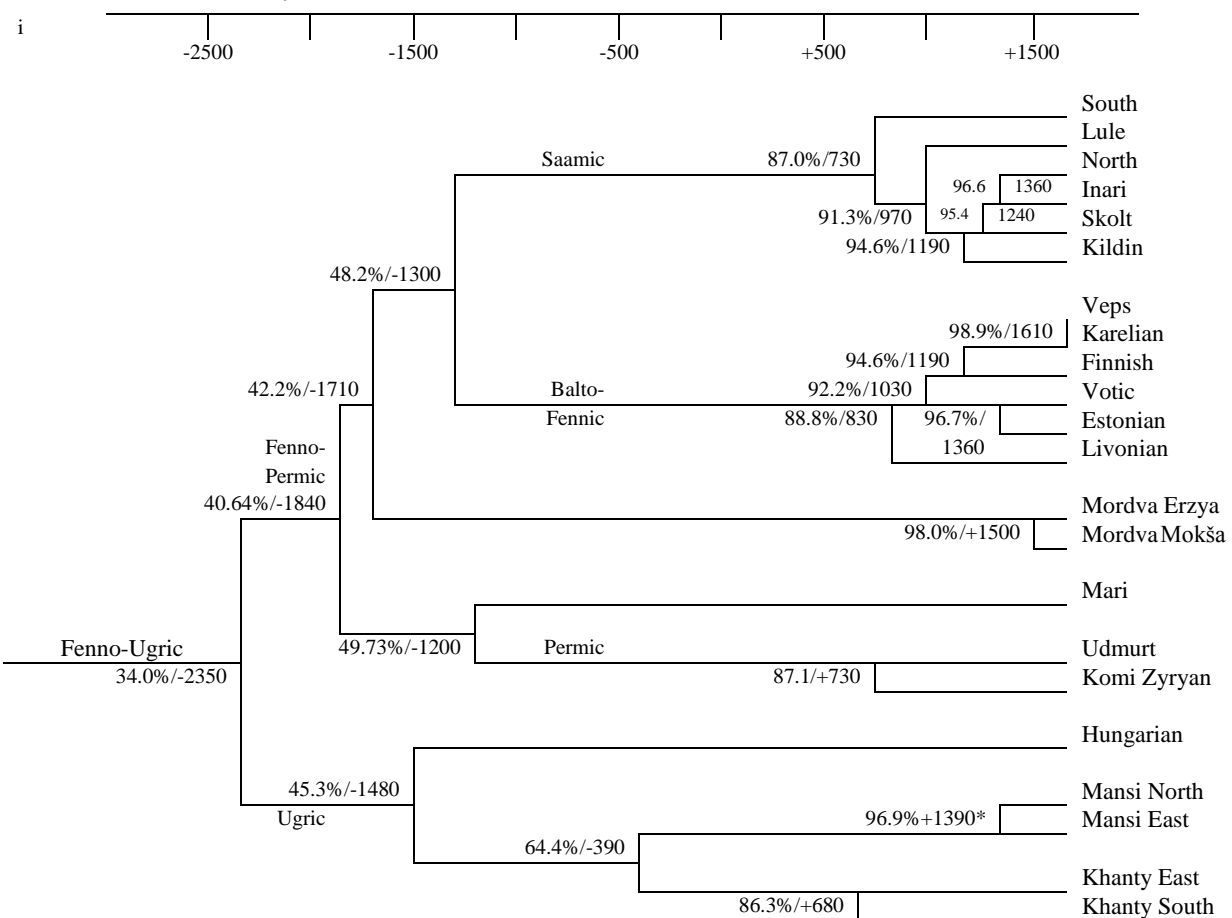 i
-2500 -1500 -500 +500 +1500
South
Lule
Saamic 87.0%/730 North
96.6 1360 Inari
91.3%/970 95.4 1240 Skolt
94.6%/1190 Kildin
48.2%/-1300
Veps
98.9%/1610 Karelian
94.6%/1190 Finnish
42.2%/-1710 Balto- 92.2%/1030 Votic
Fennic 88.8%/830 96.7%/ Estonian
Fenno- 1360 Livonian
Permic
40.64%/-1840 Mordva Erzya
98.0%/+1500 Mordva Mokša
Mari
Fenno-Ugric 49.73%/-1200 Permic Udmurt
34.0%/-2350 87.1/+730 Komi Zyryan
Hungarian
45.3%/-1480 Mansi North
Ugric 96.9%+1390* Mansi East
64.4%/-390
Khanty East
86.3%/+680 Khanty South